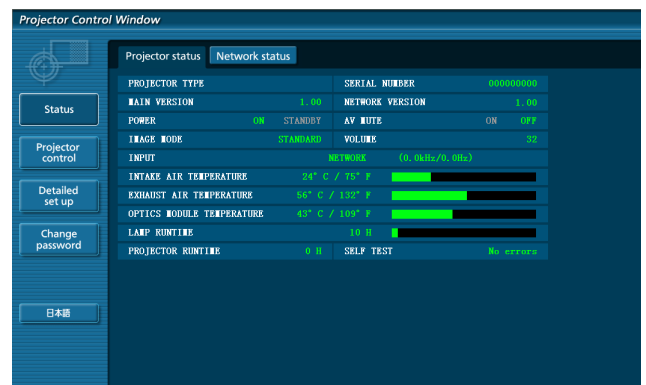 Projector Control Window
Projector status Network status
PROJECTOR TYPE SERIAL NUMBER 000000000
MAIN VERSION 1.00 NETWORK VERSION 1.00
POWER ON STANDBY AV MUTE ON OFF
IMAGE MODE STANDARD VOLUME 32
INPUT NETWORK (0.0kHz/0.0Hz)
INTAKE AIR TEMPERATURE 24° C / 75° F
EXHAUST AIR TEMPERATURE 56° C / 132° F
OPTICS MODULE TEMPERATURE 43° C / 109° F
LAMP RUNTIME 10 H
PROJECTOR RUNTIME 0 H SELF TEST No errors
Status
Projector
control
Detailed
set up
Change
password
日本語